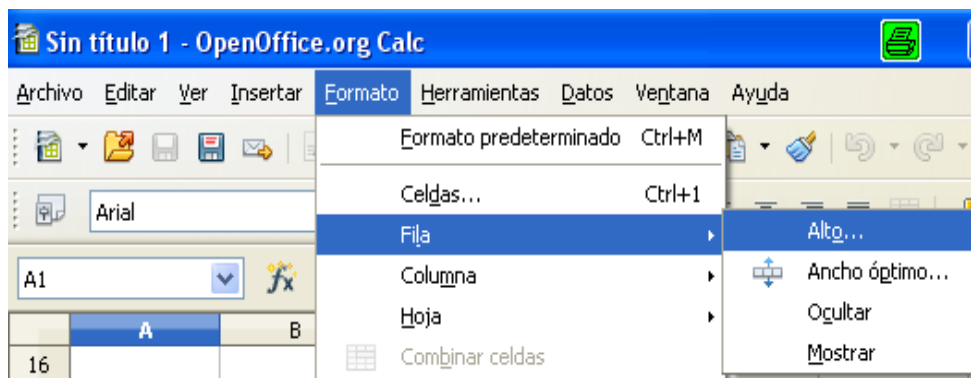 Sin título 1 - OpenOffice.org Calc
Archivo Editar Ver Insertar Formato Herramientas Datos Ventana Ayuda
Formato predeterminado Ctrl+M
Celdas... Ctrl+1
Arial
Fila
Alto...
A1
Columna
Ancho óptimo...
Hoja
Ocultar
A B
16
Combinar celdas
Mostrar